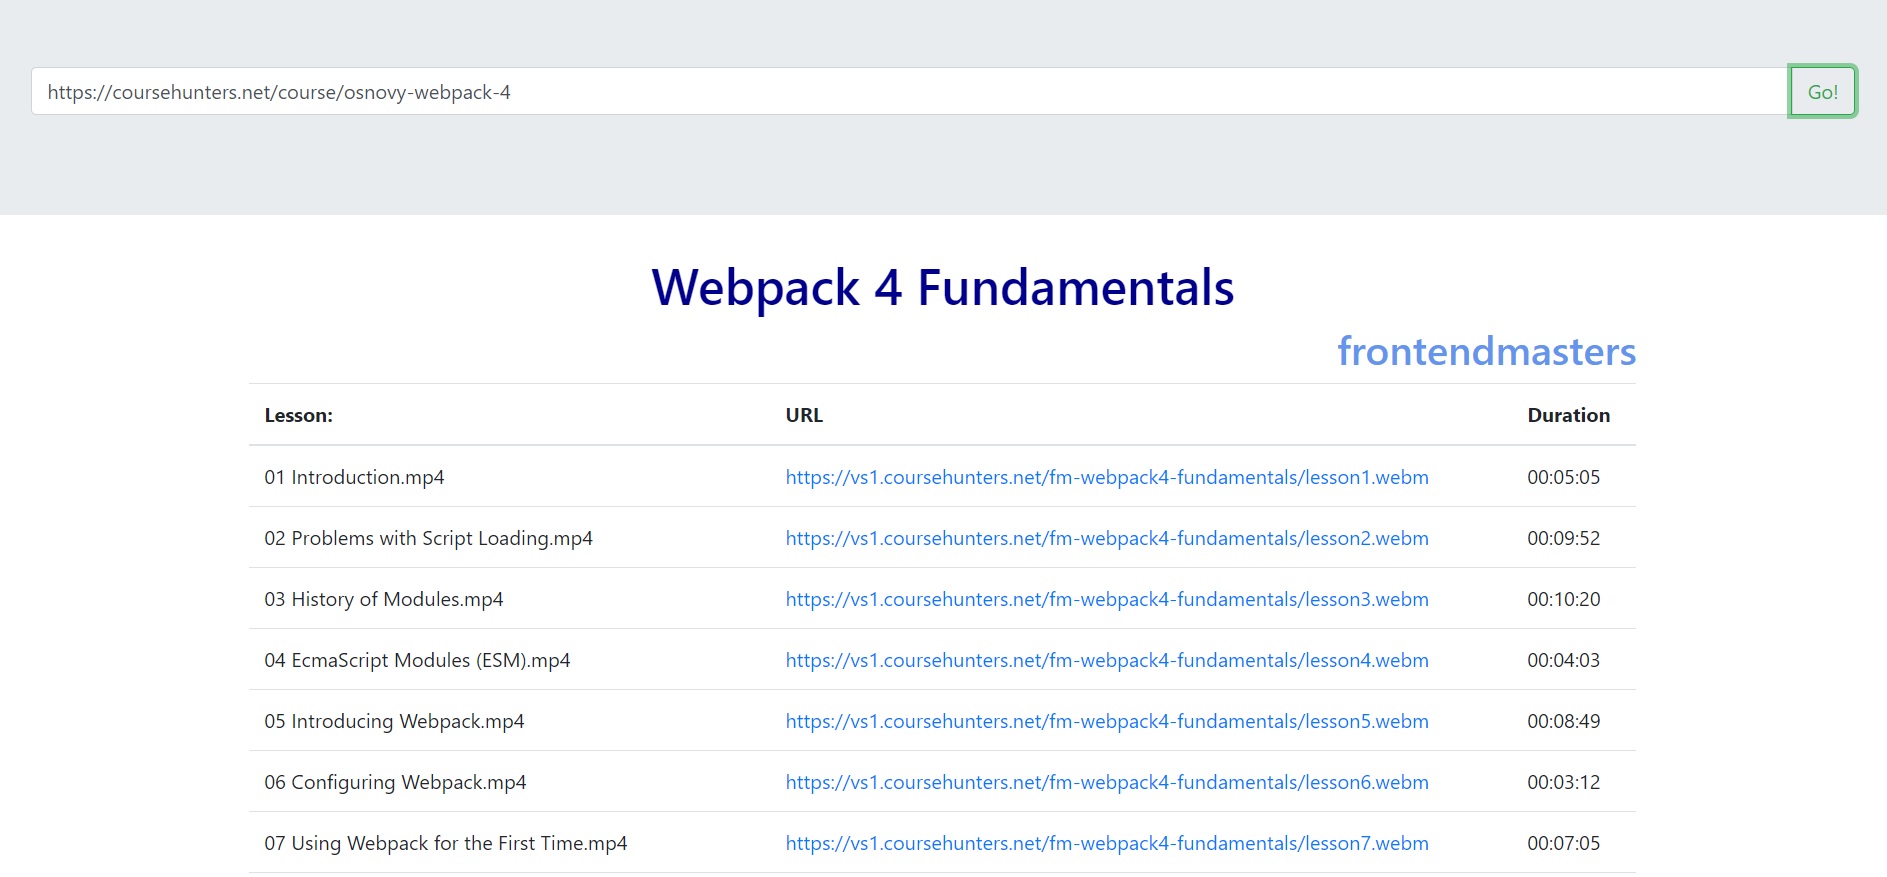 https://coursehunters.net/course/osnovy-webpack-4 Go!
Webpack 4 Fundamentals
frontendmasters
Lesson: URL Duration
01 Introduction.mp4 https://vs1.coursehunters.net/fm-webpack4-fundamentals/lesson1.webm 00:05:05
02 Problems with Script Loading.mp4 https://vs1.coursehunters.net/fm-webpack4-fundamentals/lesson2.webm 00:09:52
03 History of Modules.mp4 https://vs1.coursehunters.net/fm-webpack4-fundamentals/lesson3.webm 00:10:20
04 EcmaScript Modules (ESM).mp4 https://vs1.coursehunters.net/fm-webpack4-fundamentals/lesson4.webm 00:04:03
05 Introducing Webpack.mp4 https://vs1.coursehunters.net/fm-webpack4-fundamentals/lesson5.webm 00:08:49
06 Configuring Webpack.mp4 https://vs1.coursehunters.net/fm-webpack4-fundamentals/lesson6.webm 00:03:12
07 Using Webpack for the First Time.mp4 https://vs1.coursehunters.net/fm-webpack4-fundamentals/lesson7.webm 00:07:05